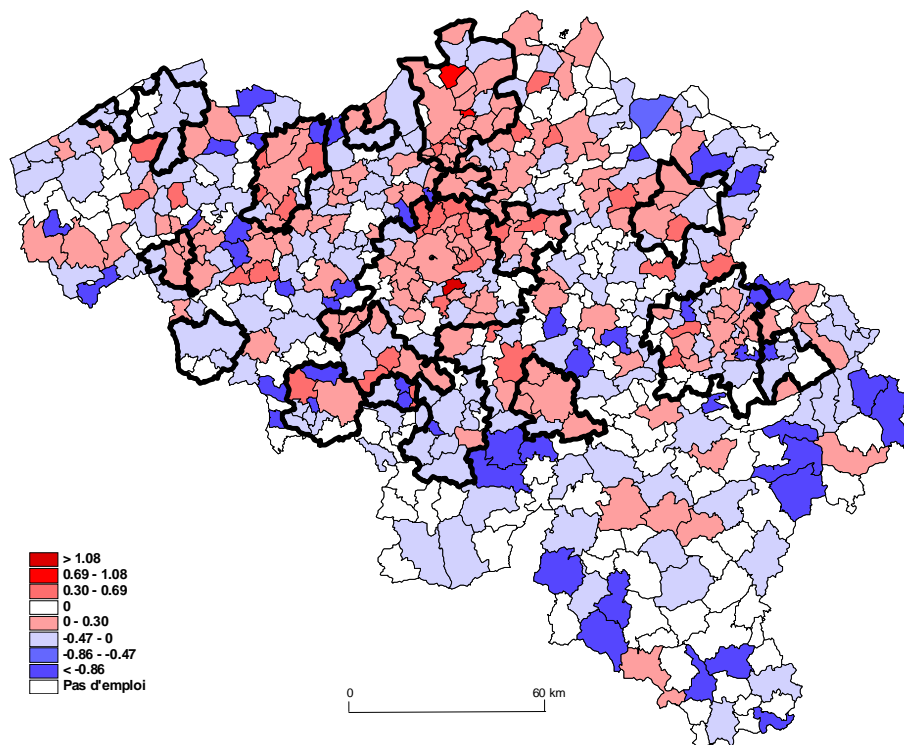 > 1.08
0.69 - 1.08
0.30 - 0.69
0
0 - 0.30
-0.47 - 0
-0.86 - -0.47
< -0.86
Pas d'emploi
0 60 km